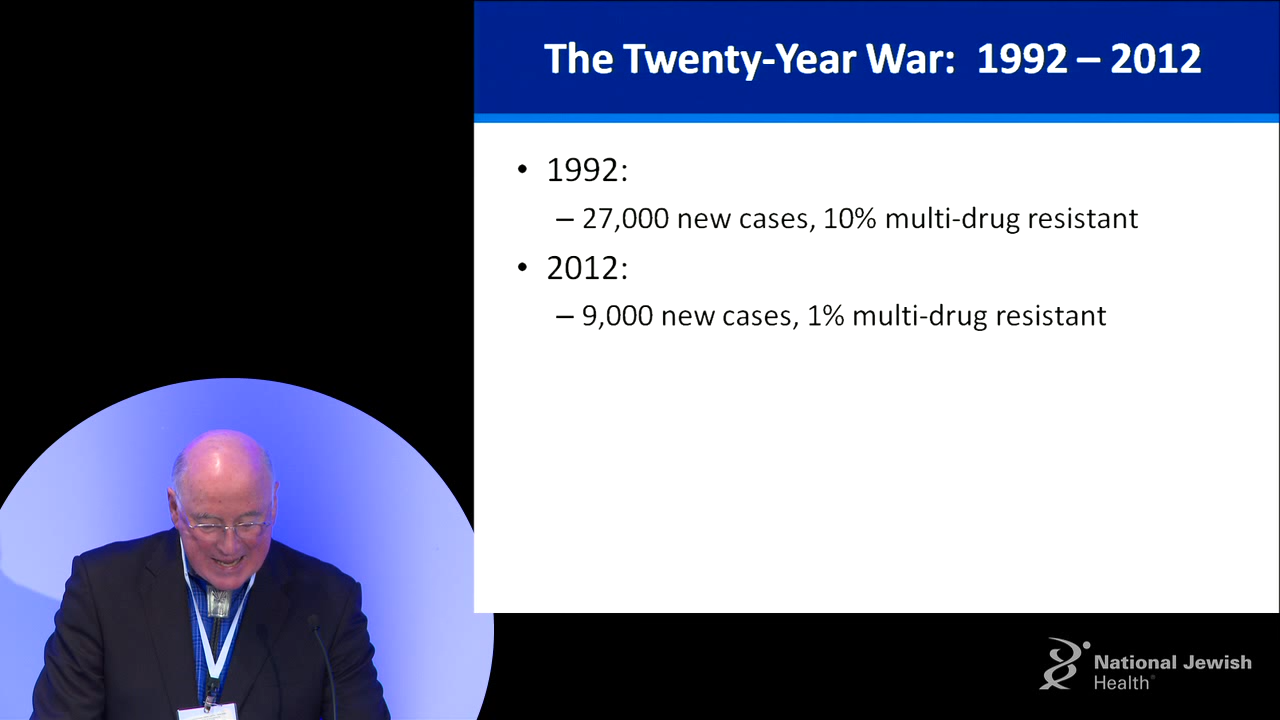 The Twenty-Year War: 1992 – 2012
• 1992:
– 27,000 new cases, 10% multi-drug resistant
• 2012:
– 9,000 new cases, 1% multi-drug resistant
National Jewish
Health®